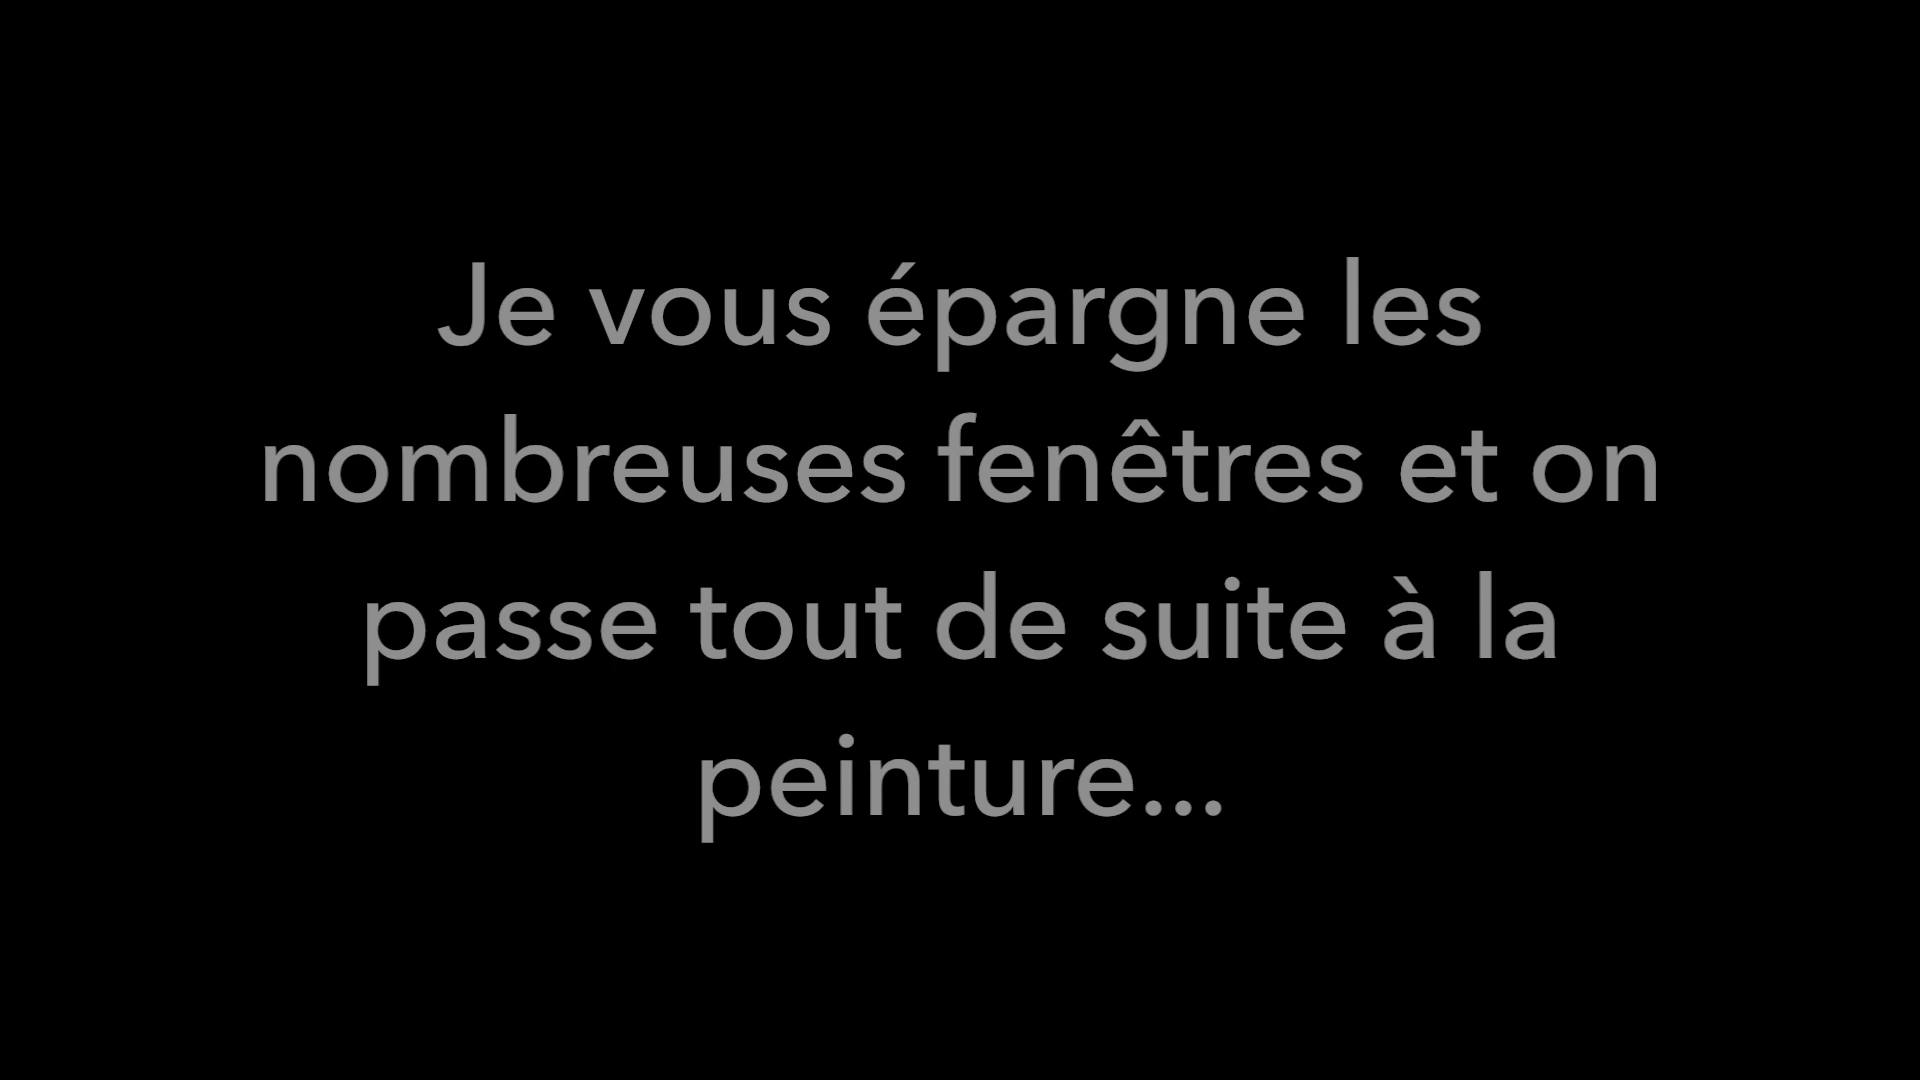 Je vous épargne les
nombreuses fenêtres et on
passe tout de suite à la
peinture...